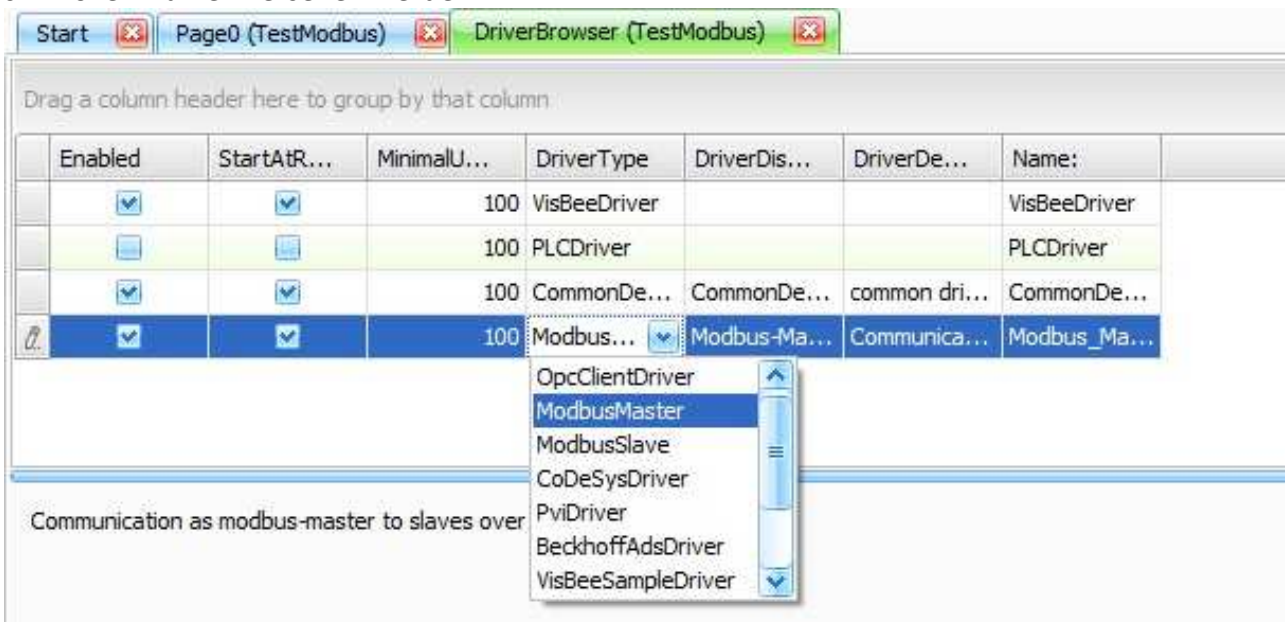 Start Page0 (TestModbus) DriverBrowser (TestModbus)
Drag a column header here to group by that column
Enabled StartAtR... MinimalU... DriverType DriverDis... DriverDe... Name:
100 VisBeeDriver VisBeeDriver
100 PLCDriver PLCDriver
100 CommonDe... CommonDe... common dri... CommonDe...
100 Modbus... Modbus-Ma... Communica... Modbus_Ma...
OpcClientDriver
ModbusMaster
ModbusSlave
CoDeSysDriver
Communication as modbus-master to slaves over
PviDriver
BeckhoffAdsDriver
VisBeeSampleDriver